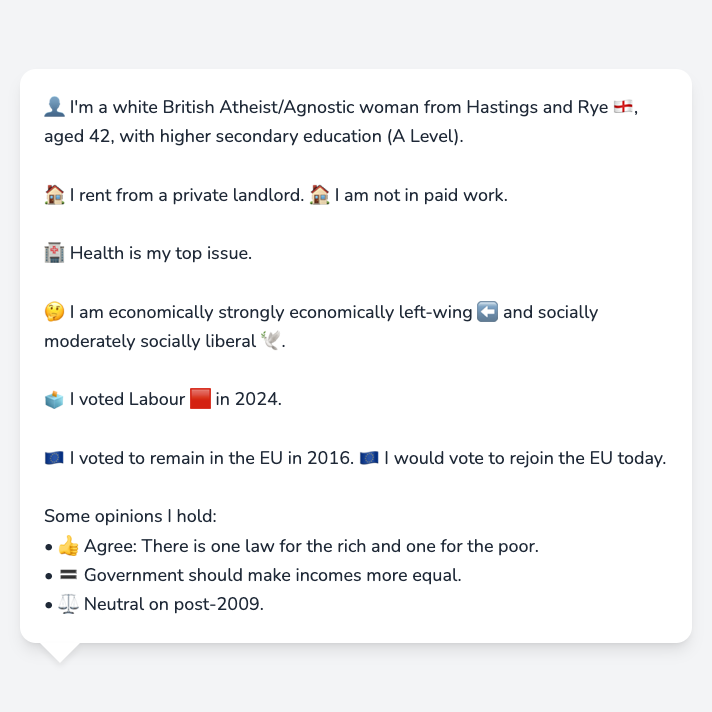 👤 I'm a white British Atheist/Agnostic woman from Hastings and Rye 🏴󠁧󠁢󠁥󠁮󠁧󠁿,
aged 42, with higher secondary education (A Level).
🏠 I rent from a private landlord. 🏠 I am not in paid work.
🏥 Health is my top issue.
🤔 I am economically strongly economically left-wing ⬅️ and socially
moderately socially liberal 🕊️.
🗳️ I voted Labour 🟥 in 2024.
🇪🇺 I voted to remain in the EU in 2016. 🇪🇺 I would vote to rejoin the EU today.
Some opinions I hold:
• 👍 Agree: There is one law for the rich and one for the poor.
• 🟰 Government should make incomes more equal.
• ⚖️ Neutral on post-2009.